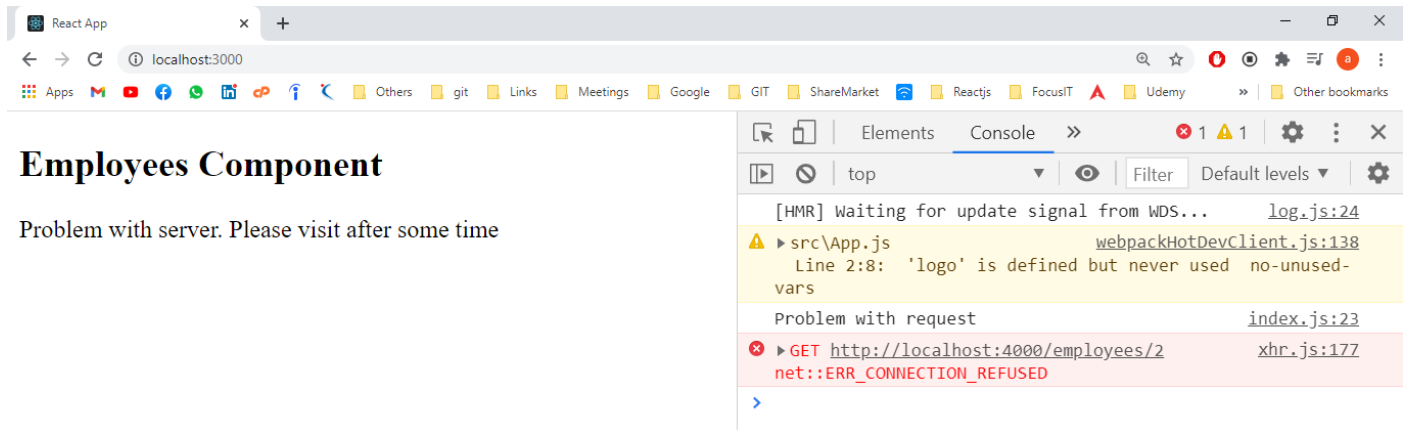 React App
localhost:3000
a
Apps Others git Links Meetings Google GIT ShareMarket Reactjs FocusIT Udemy » Other bookmarks
Employees Component
Problem with server. Please visit after some time
Elements Console » 1 1
top Filter Default levels ▼
[HMR] Waiting for update signal from WDS... log.js:24
src\App.js webpackHotDevClient.js:138
Line 2:8: 'logo' is defined but never used no-unused-
vars
Problem with request index.js:23
GET http://localhost:4000/employees/2 xhr.js:177
net::ERR_CONNECTION_REFUSED